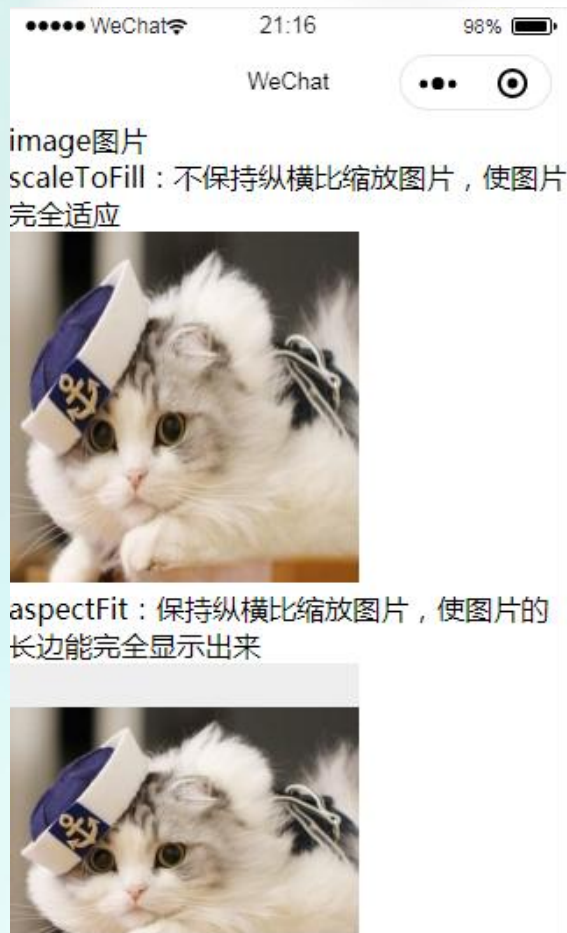 WeChat 21:16 98%
WeChat
image图片
scaleToFill：不保持纵横比缩放图片，使图片
完全适应
aspectFit：保持纵横比缩放图片，使图片的
长边能完全显示出来